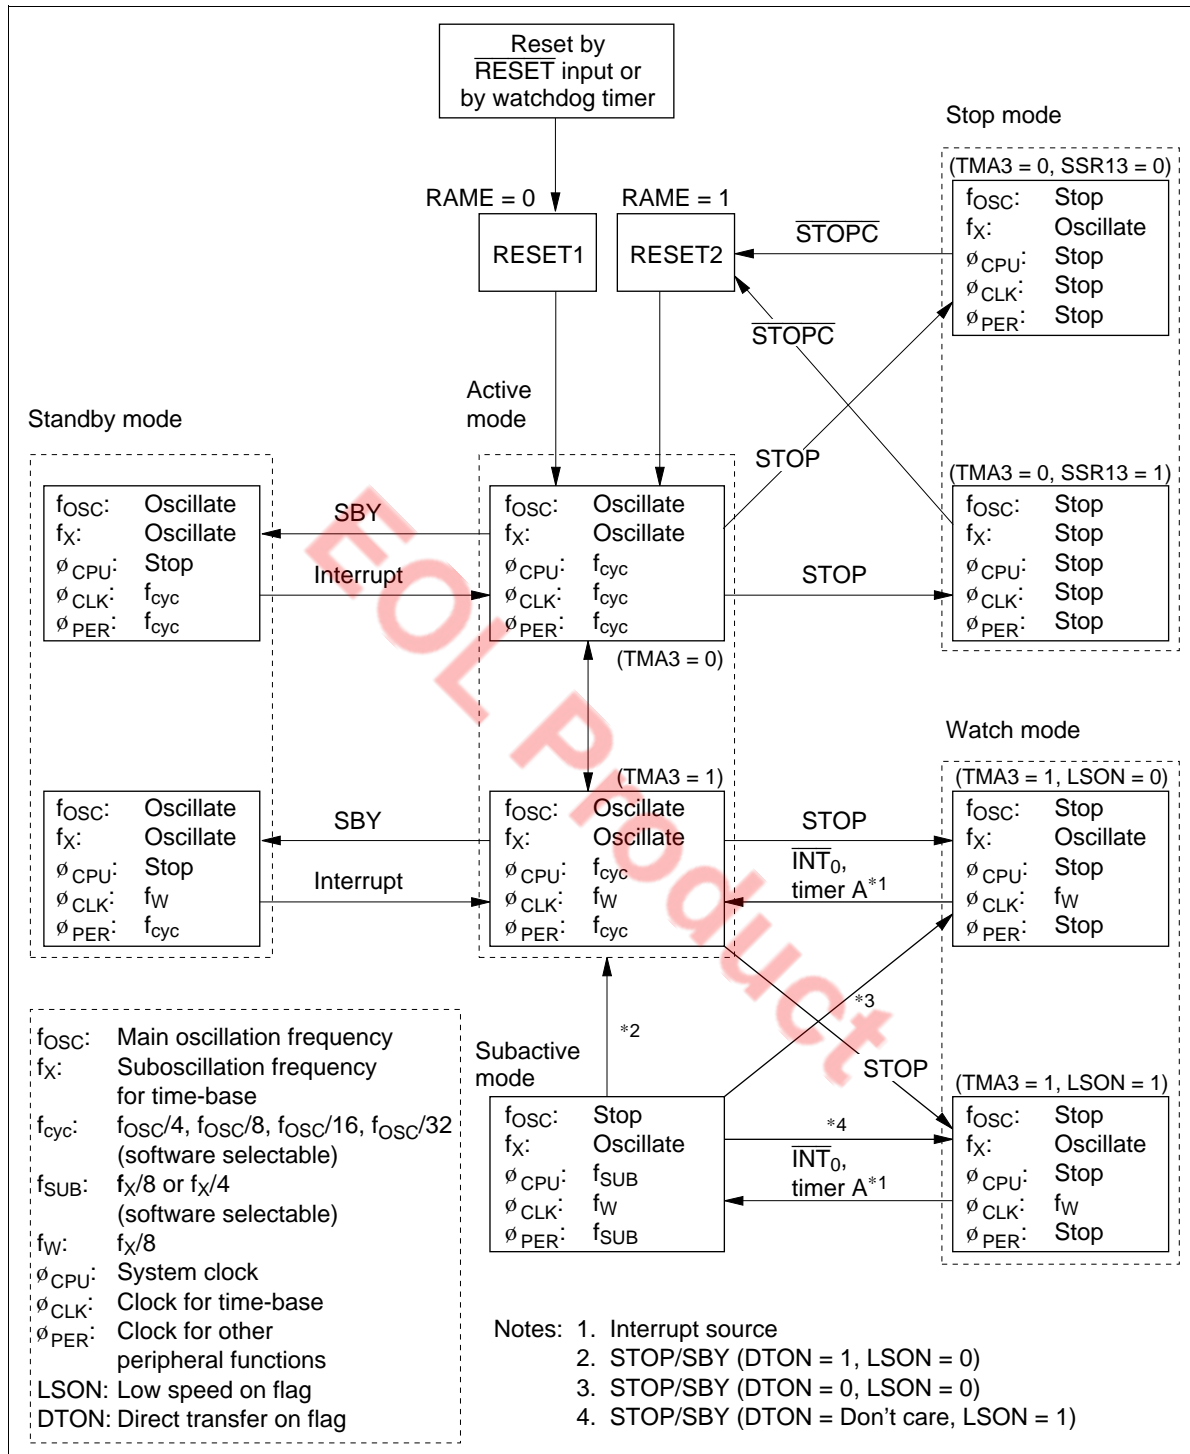 Reset by
RESET input or
by watchdog timer
Stop mode
(TMA3 = 0, SSR13 = 0)
RAME = 0
RAME = 1
RESET1
RESET2
STOPC
fOSC: Stop
fX: Oscillate
øCPU: Stop
øCLK: Stop
øPER: Stop
STOPC
Active
mode
Standby mode
STOP
(TMA3 = 0, SSR13 = 1)
fOSC: Oscillate
fX: Oscillate
øCPU: Stop
øCLK: fcyc
øPER: fcyc
SBY
Interrupt
fOSC: Oscillate
fX: Oscillate
øCPU: fcyc
øCLK: fcyc
øPER: fcyc
(TMA3 = 0)
STOP
fOSC: Stop
fX: Stop
øCPU: Stop
øCLK: Stop
øPER: Stop
EOL Product
Watch mode
(TMA3 = 1)
(TMA3 = 1, LSON = 0)
fOSC: Oscillate
fX: Oscillate
øCPU: Stop
øCLK: fW
øPER: fcyc
SBY
Interrupt
fOSC: Oscillate
fX: Oscillate
øCPU: fcyc
øCLK: fW
øPER: fcyc
STOP
INT0,
timer A*1
fOSC: Stop
fX: Oscillate
øCPU: Stop
øCLK: fW
øPER: Stop
*3
*2
Subactive
mode
STOP
(TMA3 = 1, LSON = 1)
fOSC: Stop
fX: Oscillate
øCPU: fSUB
øCLK: fW
øPER: fSUB
*4
INT0,
timer A*1
fOSC: Stop
fX: Oscillate
øCPU: Stop
øCLK: fW
øPER: Stop
fOSC: Main oscillation frequency
fX: Suboscillation frequency
for time-base
fcyc: fOSC/4, fOSC/8, fOSC/16, fOSC/32
(software selectable)
fSUB: fX/8 or fX/4
(software selectable)
fW: fX/8
øCPU: System clock
øCLK: Clock for time-base
øPER: Clock for other
peripheral functions
LSON: Low speed on flag
DTON: Direct transfer on flag
Notes: 1. Interrupt source
2. STOP/SBY (DTON = 1, LSON = 0)
3. STOP/SBY (DTON = 0, LSON = 0)
4. STOP/SBY (DTON = Don't care, LSON = 1)